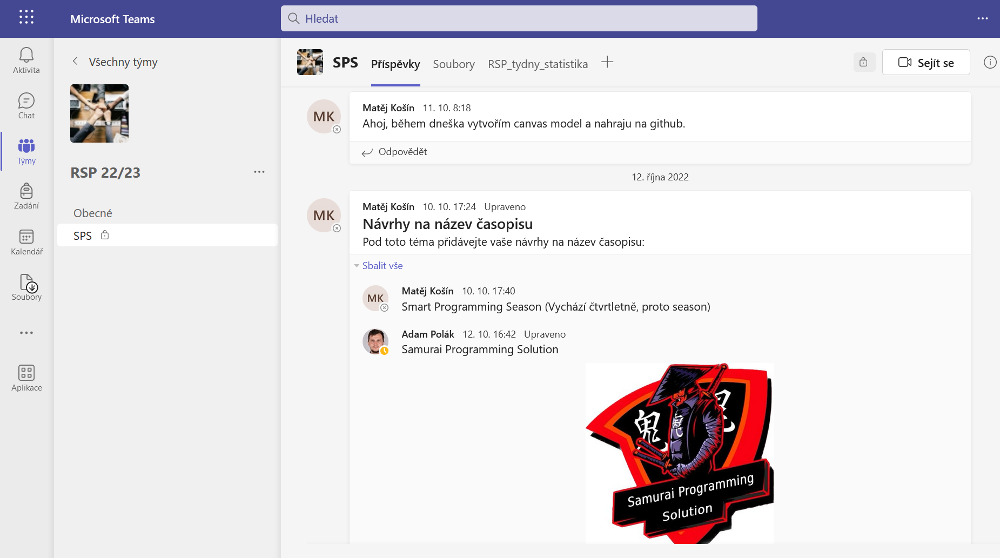 Microsoft Teams
Hledat
Aktivita
Chat
Týmy
Zadání
Kalendář
Soubory
Aplikace
Všechny týmy
RSP 22/23
Obecné
SPS
SPS Příspěvky Soubory RSP_tydny_statistika
Sejít se
MK
Matěj Košín 11. 10. 8:18
Ahoj, během dneška vytvořím canvas model a nahraju na github.
Odpovědět
12. října 2022
MK
Matěj Košín 10. 10. 17:24 Upraveno
Návrhy na název časopisu
Pod toto téma přidávejte vaše návrhy na název časopisu:
Sbalit vše
MK
Matěj Košín 10. 10. 17:40
Smart Programming Season (Vychází čtvrtletně, proto season)
Adam Polák 12. 10. 16:42 Upraveno
Samurai Programming Solution
鬼
鬼
Samurai Programming
Solution